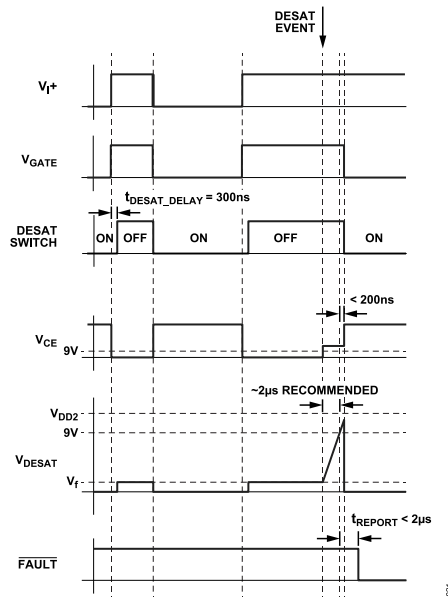 DESAT
EVENT
VI+
VGATE
tDESAT_DELAY = 300ns
DESAT
SWITCH
ON OFF ON OFF ON
< 200ns
VCE
9V
~2µs RECOMMENDED
VDD2
9V
VDESAT
Vf
tREPORT < 2µs
FAULT